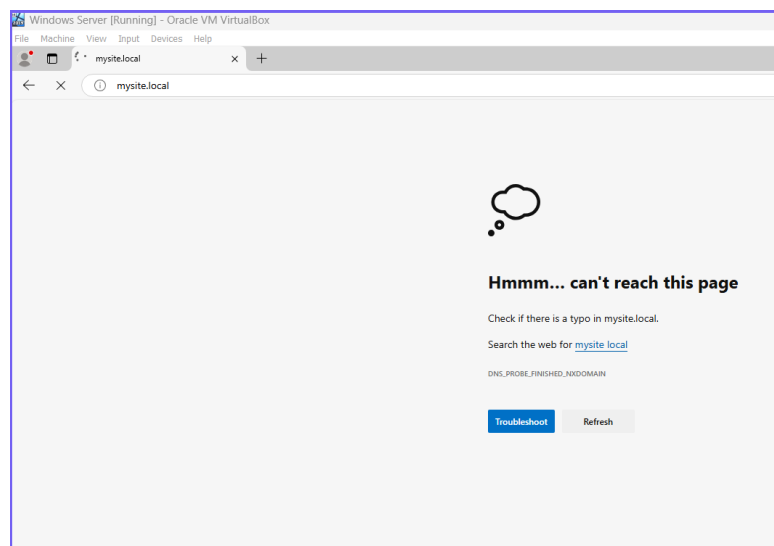 Windows Server [Running] - Oracle VM VirtualBox
File Machine View Input Devices Help
mysite.local
mysite.local
Hmmm... can't reach this page
Check if there is a typo in mysite.local.
Search the web for mysite local
DNS_PROBE_FINISHED_NXDOMAIN
Troubleshoot Refresh